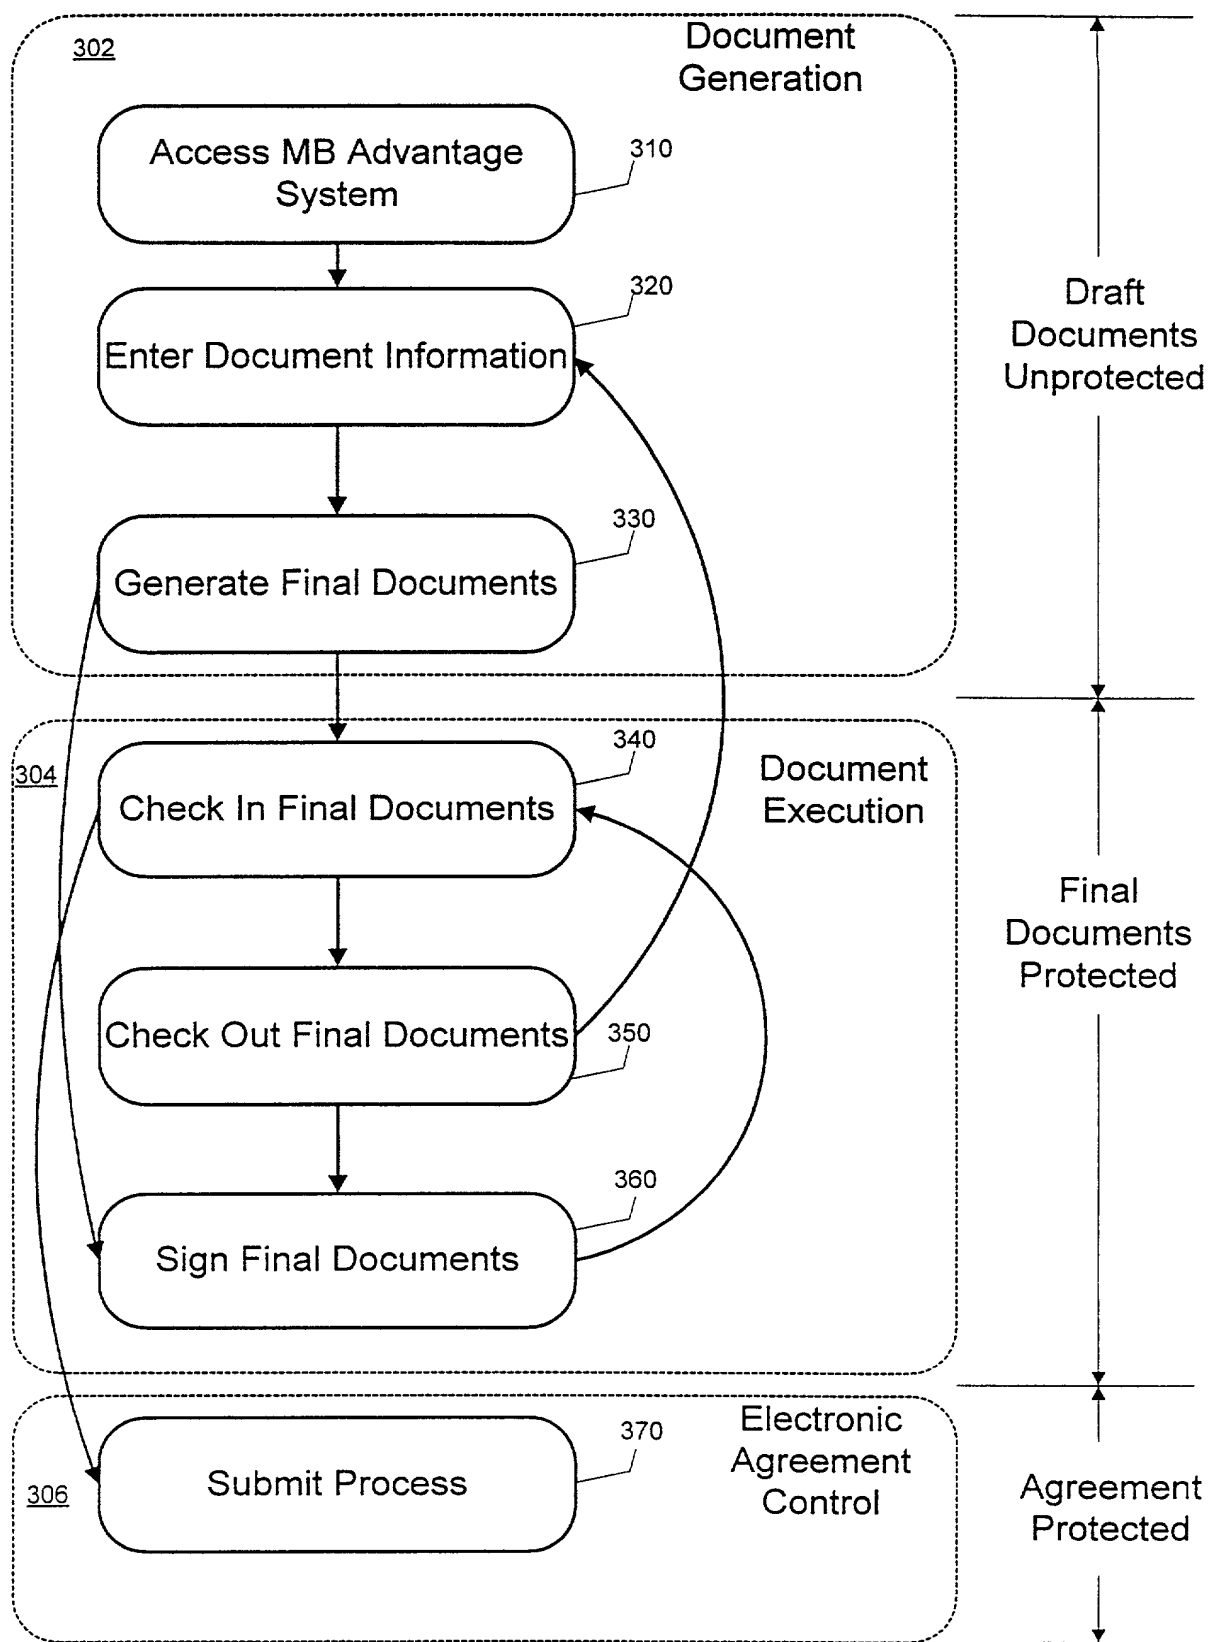 302
Document
Generation
Access MB Advantage
System
310
320
Enter Document Information
Draft
Documents
Unprotected
330
Generate Final Documents
304
340
Document
Execution
Check In Final Documents
Final
Documents
Protected
Check Out Final Documents
350
360
Sign Final Documents
Electronic
Agreement
Control
370
Submit Process
306
Agreement
Protected